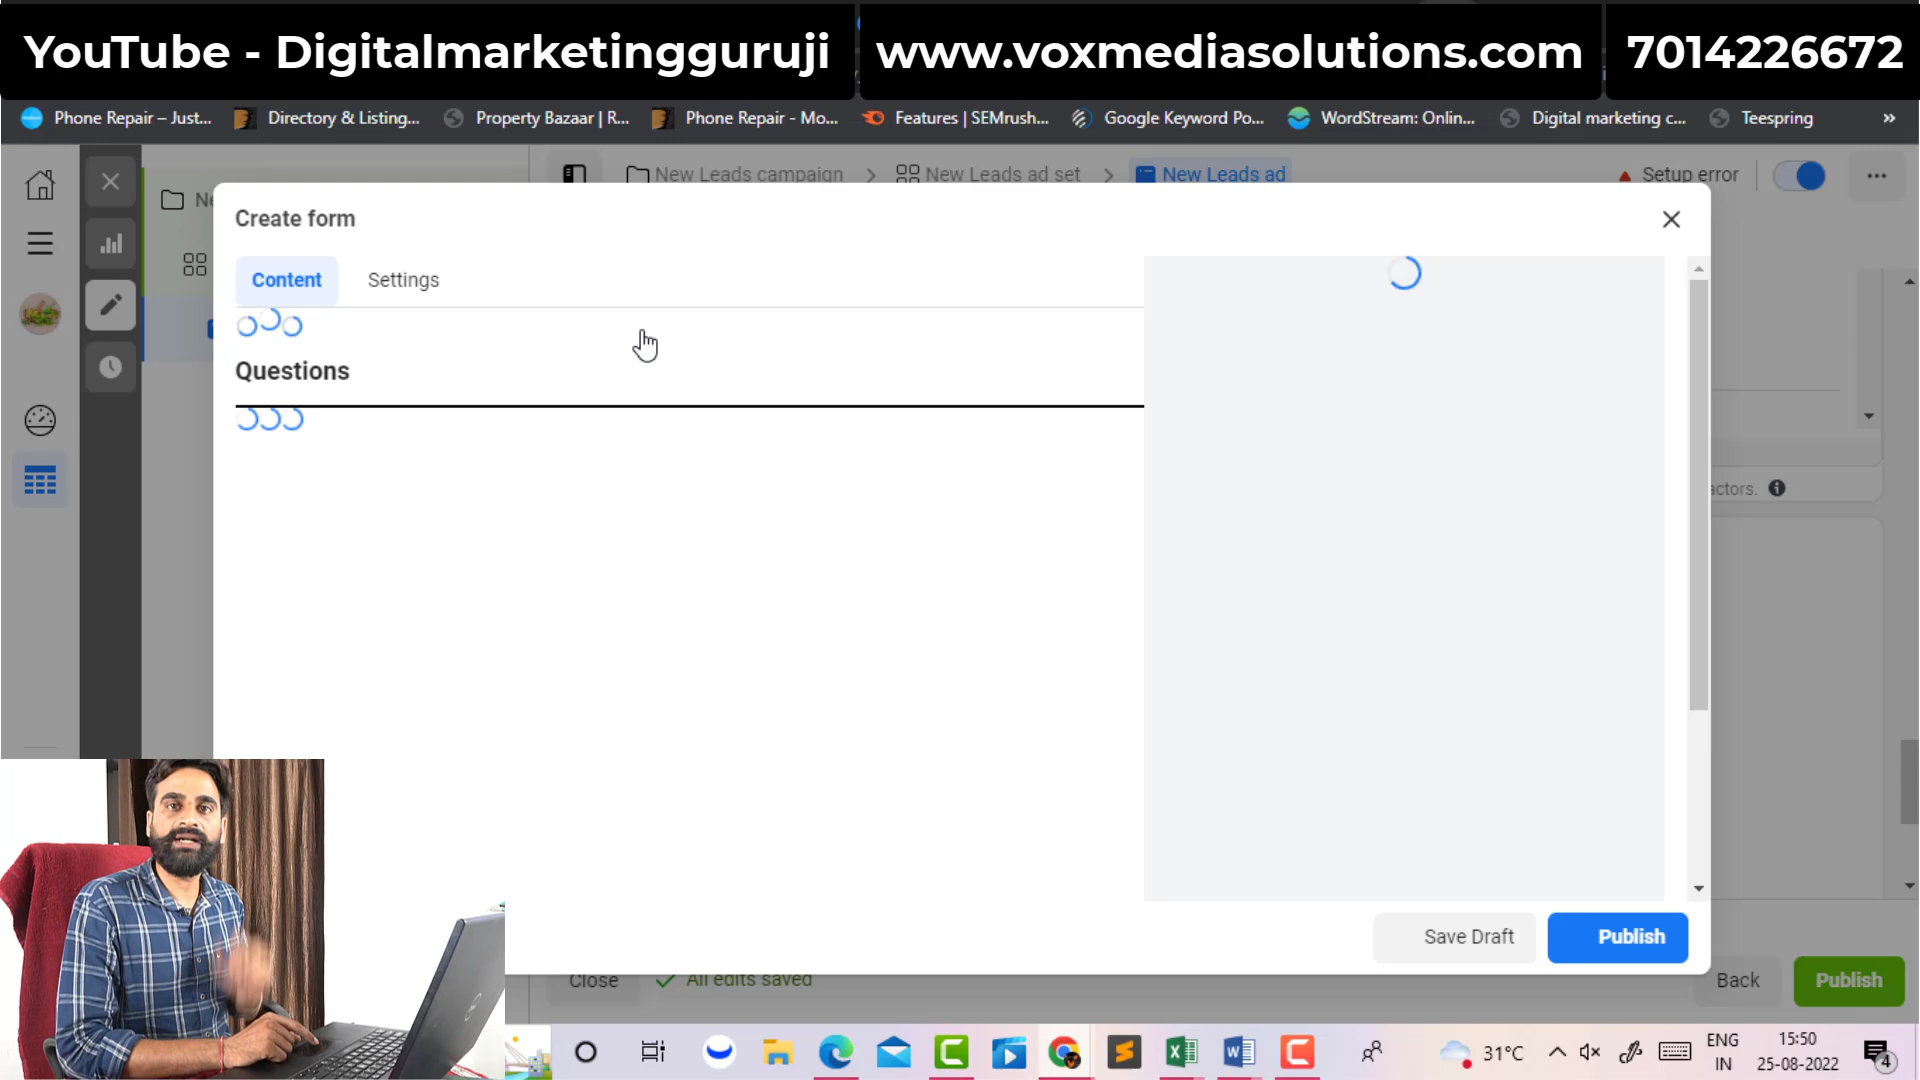 YouTube - Digitalmarketingguruji
www.voxmediasolutions.com
7014226672
Phone Repair – Just...
Directory & Listing...
Property Bazaar | R...
Phone Repair - Mo...
Features | SEMrush...
Google Keyword Po...
WordStream: Onlin...
Digital marketing c...
Teespring
»
New Leads campaign
New Leads ad set
New Leads ad
Setup error
Create form
Content
Settings
Questions
actors.
Save Draft
Publish
Close
All edits saved
Back
Publish
31°C
ENG
IN
15:50
25-08-2022
4